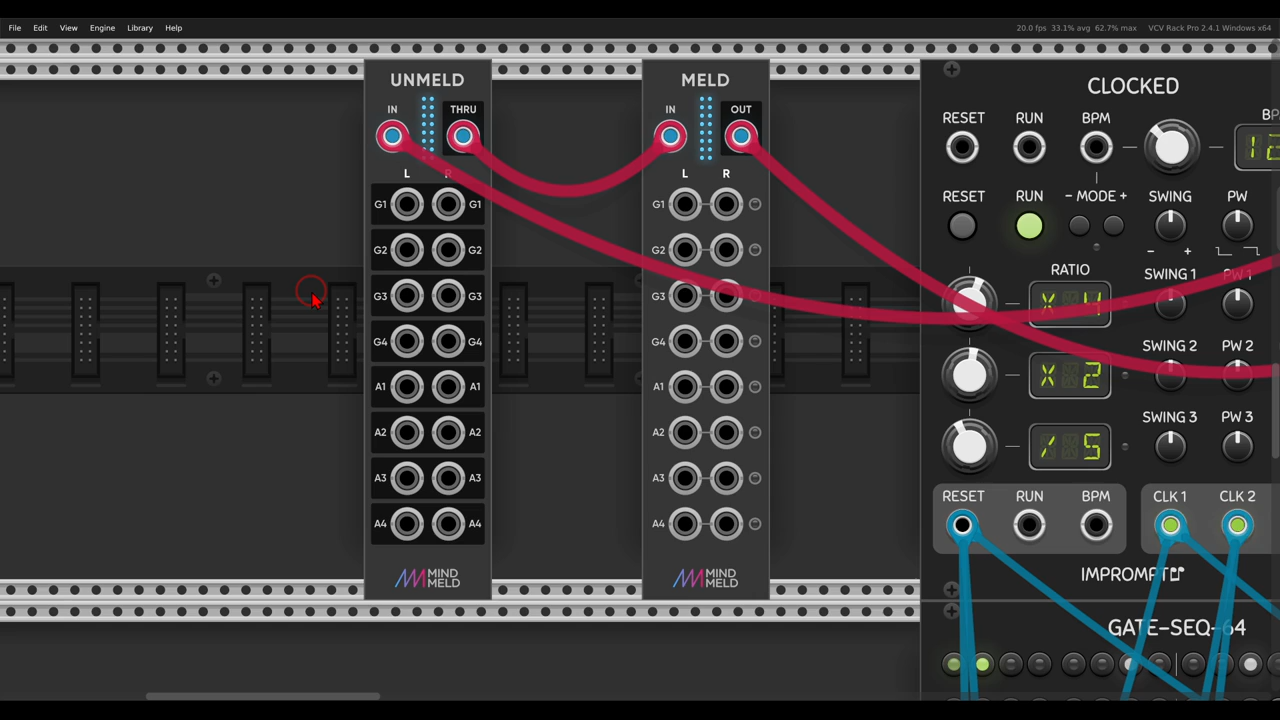 File Edit View Engine Library Help
20.0 fps 33.1% avg 62.7% max VCV Rack Pro 2.4.1 Windows x64
UNMELD
IN THRU
L R
G1 G1
G2 G2
G3 G3
G4 G4
A1 A1
A2 A2
A3 A3
A4 A4
MIND
MELD
MELD
IN OUT
L R
G1
G2
G3
G4
A1
A2
A3
A4
MIND
MELD
CLOCKED
RESET RUN BPM
RESET RUN - MODE + SWING PW
- +
RATIO
SWING 1 PW 1
X 4
SWING 2 PW 2
X 2
SWING 3 PW 3
/ 5
RESET RUN BPM CLK 1 CLK 2
IMPROMPT
GATE-SEQ-64